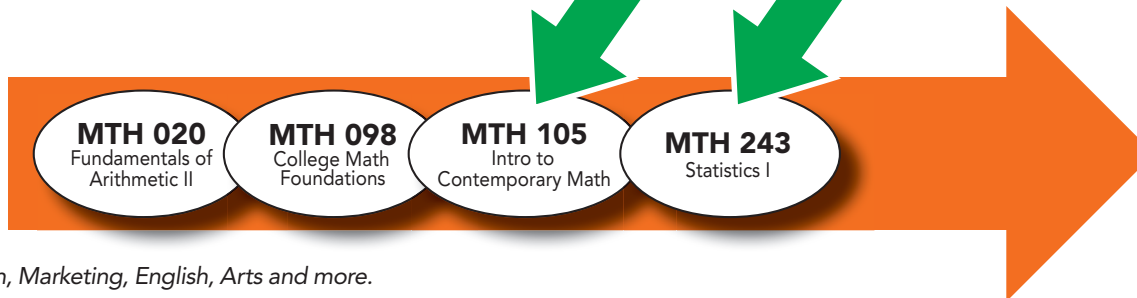 MTH 020
Fundamentals of
Arithmetic II
MTH 098
College Math
Foundations
MTH 105
Intro to
Contemporary Math
MTH 243
Statistics I
, Marketing, English, Arts and more.